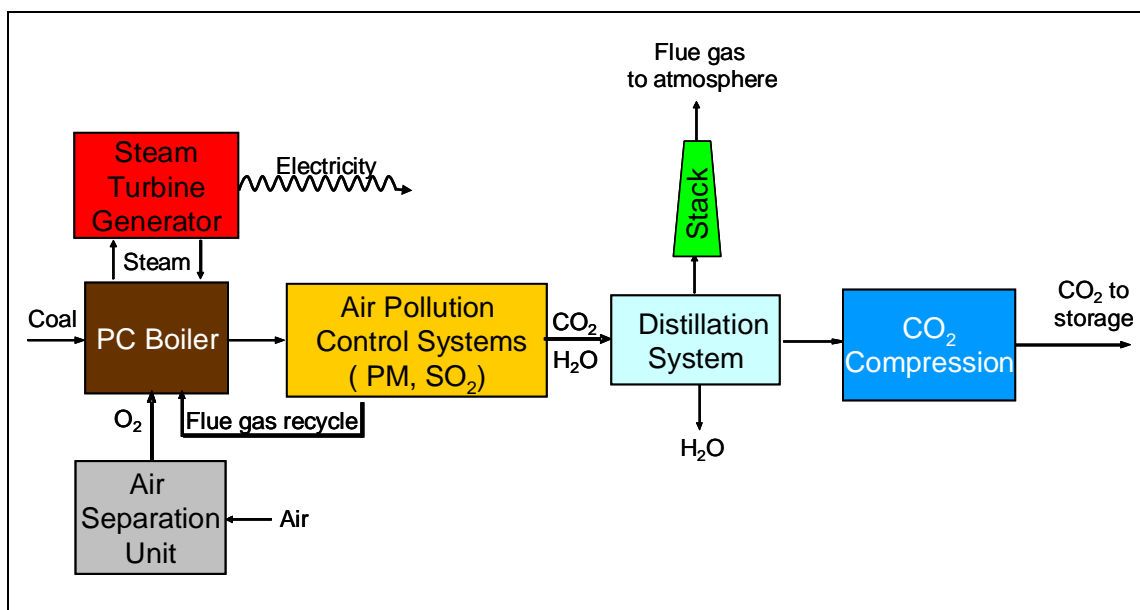 Flue gas
to atmosphere
Steam
Turbine
Generator
Electricity
Stack
Steam
Coal
PC Boiler
Air Pollution
Control Systems
( PM, SO₂)
CO₂
H₂O
Distillation
System
CO₂
Compression
CO₂ to
storage
O₂
Flue gas recycle
H₂O
Air
Separation
Unit
Air